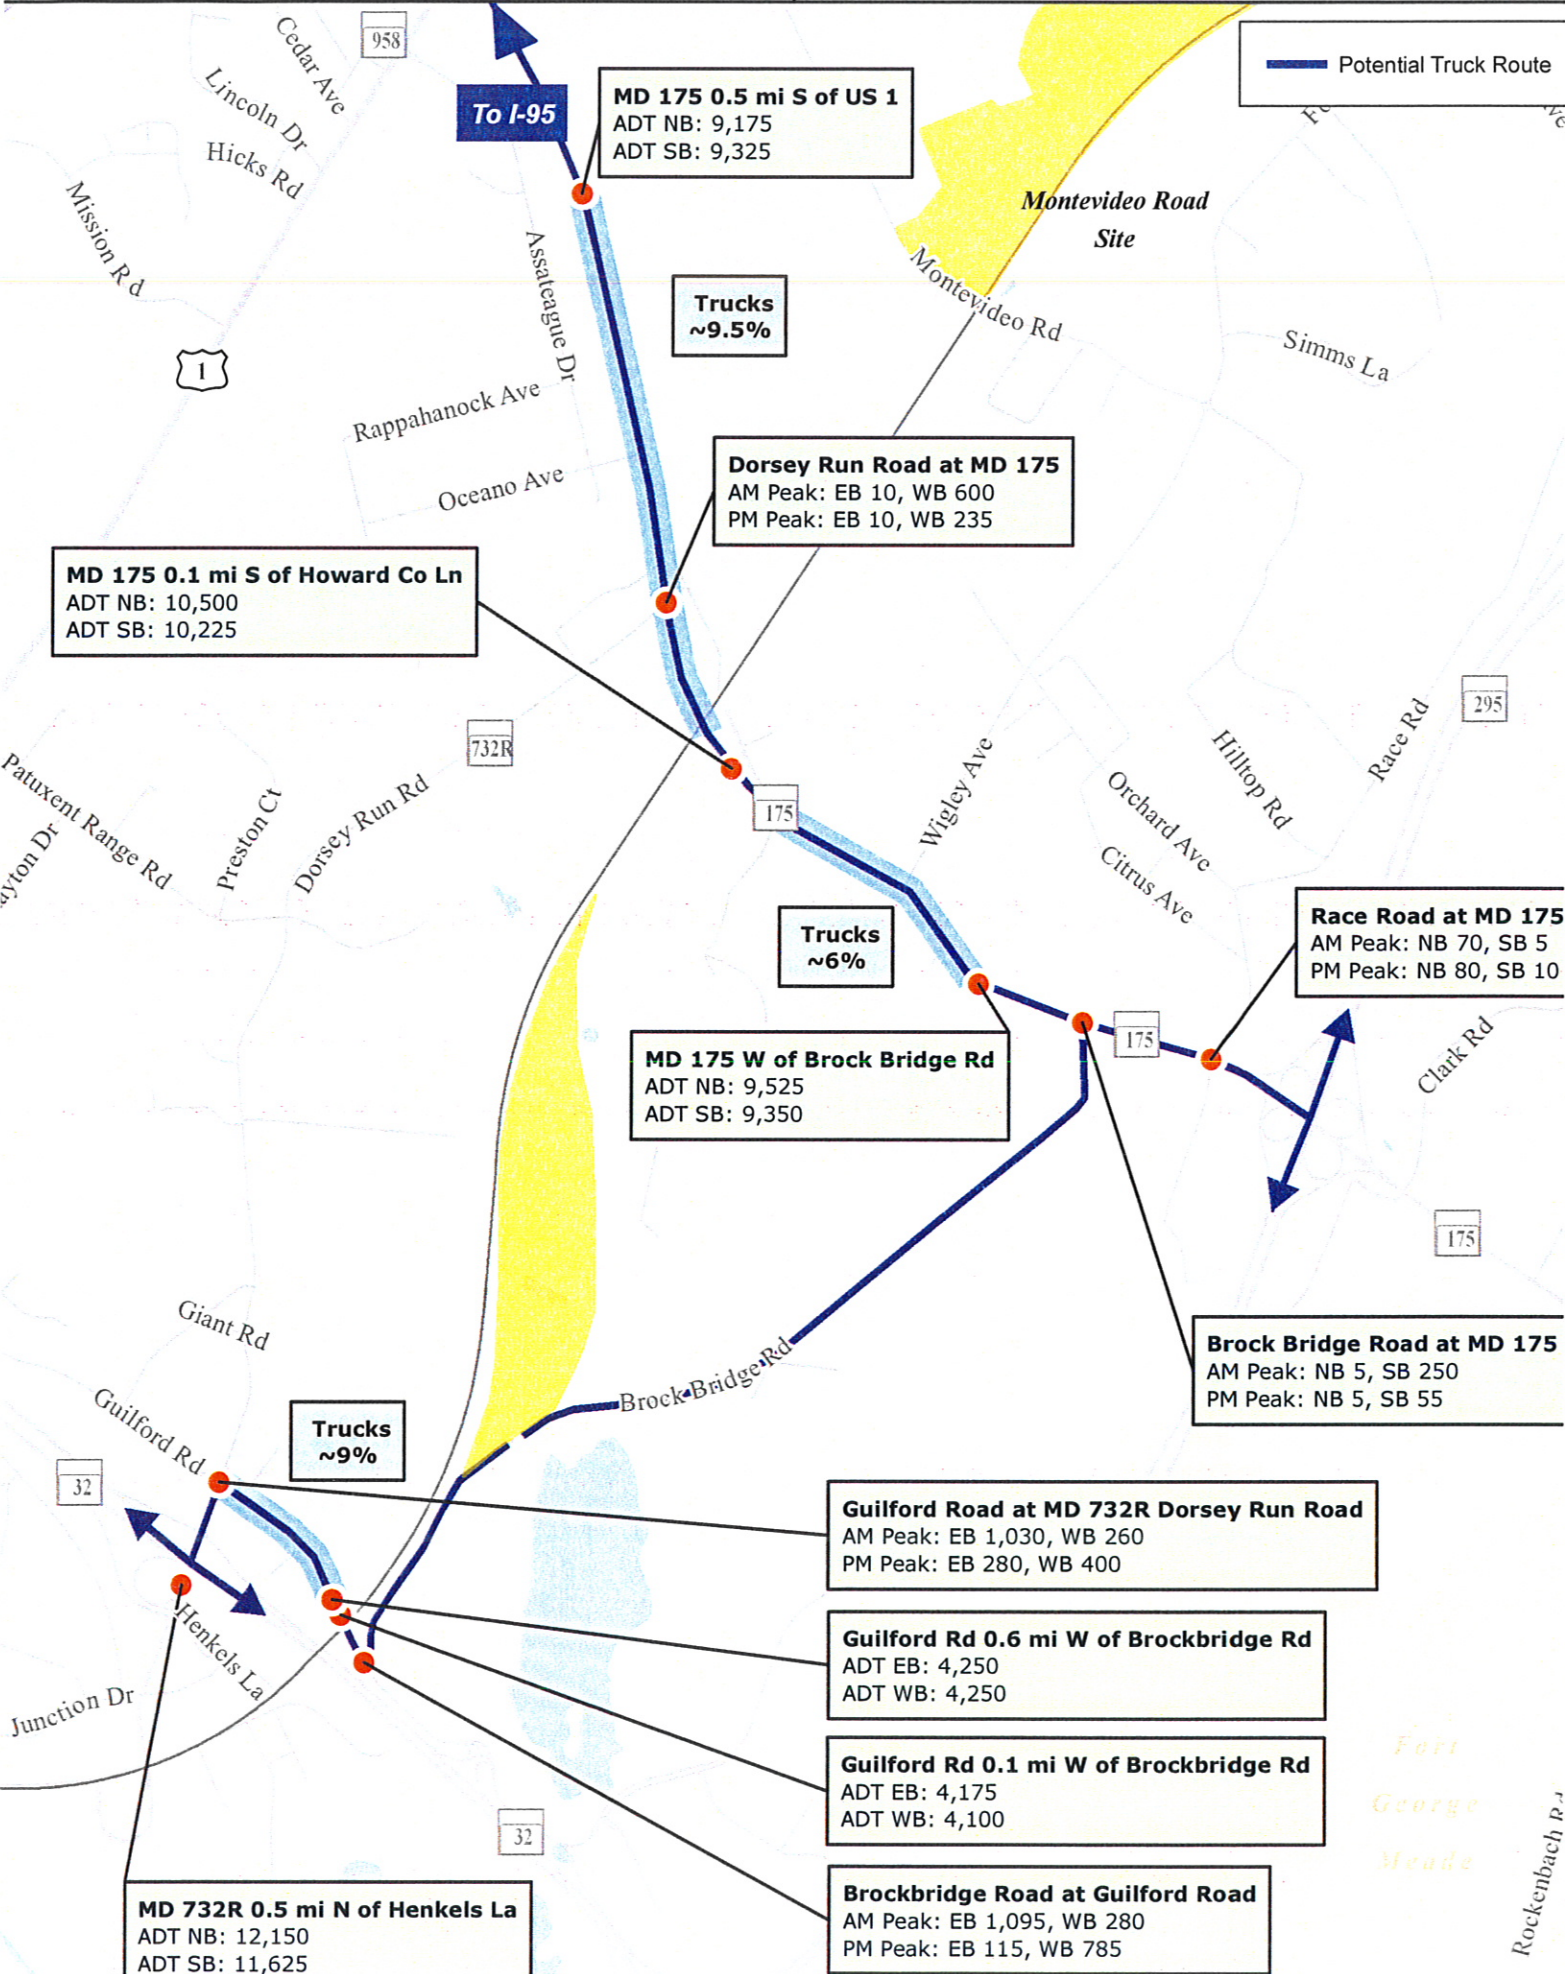 958
Cedar Ave
Lincoln Dr
Hicks Rd
Mission Rd
To I-95
MD 175 0.5 mi S of US 1
ADT NB: 9,175
ADT SB: 9,325
Potential Truck Route
Montevideo Road
Site
Montevideo Rd
Simms La
Assateague Dr
Trucks
~9.5%
1
Rappahanock Ave
Oceano Ave
Dorsey Run Road at MD 175
AM Peak: EB 10, WB 600
PM Peak: EB 10, WB 235
MD 175 0.1 mi S of Howard Co Ln
ADT NB: 10,500
ADT SB: 10,225
732R
295
Race Rd
Hilltop Rd
Orchard Ave
Citrus Ave
Wigley Ave
175
Patuxent Range Rd
Preston Ct
Dorsey Run Rd
Trucks
~6%
Race Road at MD 175
AM Peak: NB 70, SB 5
PM Peak: NB 80, SB 10
MD 175 W of Brock Bridge Rd
ADT NB: 9,525
ADT SB: 9,350
175
Clark Rd
175
Giant Rd
Guilford Rd
Brock Bridge Rd
Brock Bridge Road at MD 175
AM Peak: NB 5, SB 250
PM Peak: NB 5, SB 55
Trucks
~9%
32
Guilford Road at MD 732R Dorsey Run Road
AM Peak: EB 1,030, WB 260
PM Peak: EB 280, WB 400
Henkels La
Junction Dr
Guilford Rd 0.6 mi W of Brockbridge Rd
ADT EB: 4,250
ADT WB: 4,250
Guilford Rd 0.1 mi W of Brockbridge Rd
ADT EB: 4,175
ADT WB: 4,100
Fort
George
Meade
32
Rockenbach Rd
MD 732R 0.5 mi N of Henkels La
ADT NB: 12,150
ADT SB: 11,625
Brockbridge Road at Guilford Road
AM Peak: EB 1,095, WB 280
PM Peak: EB 115, WB 785